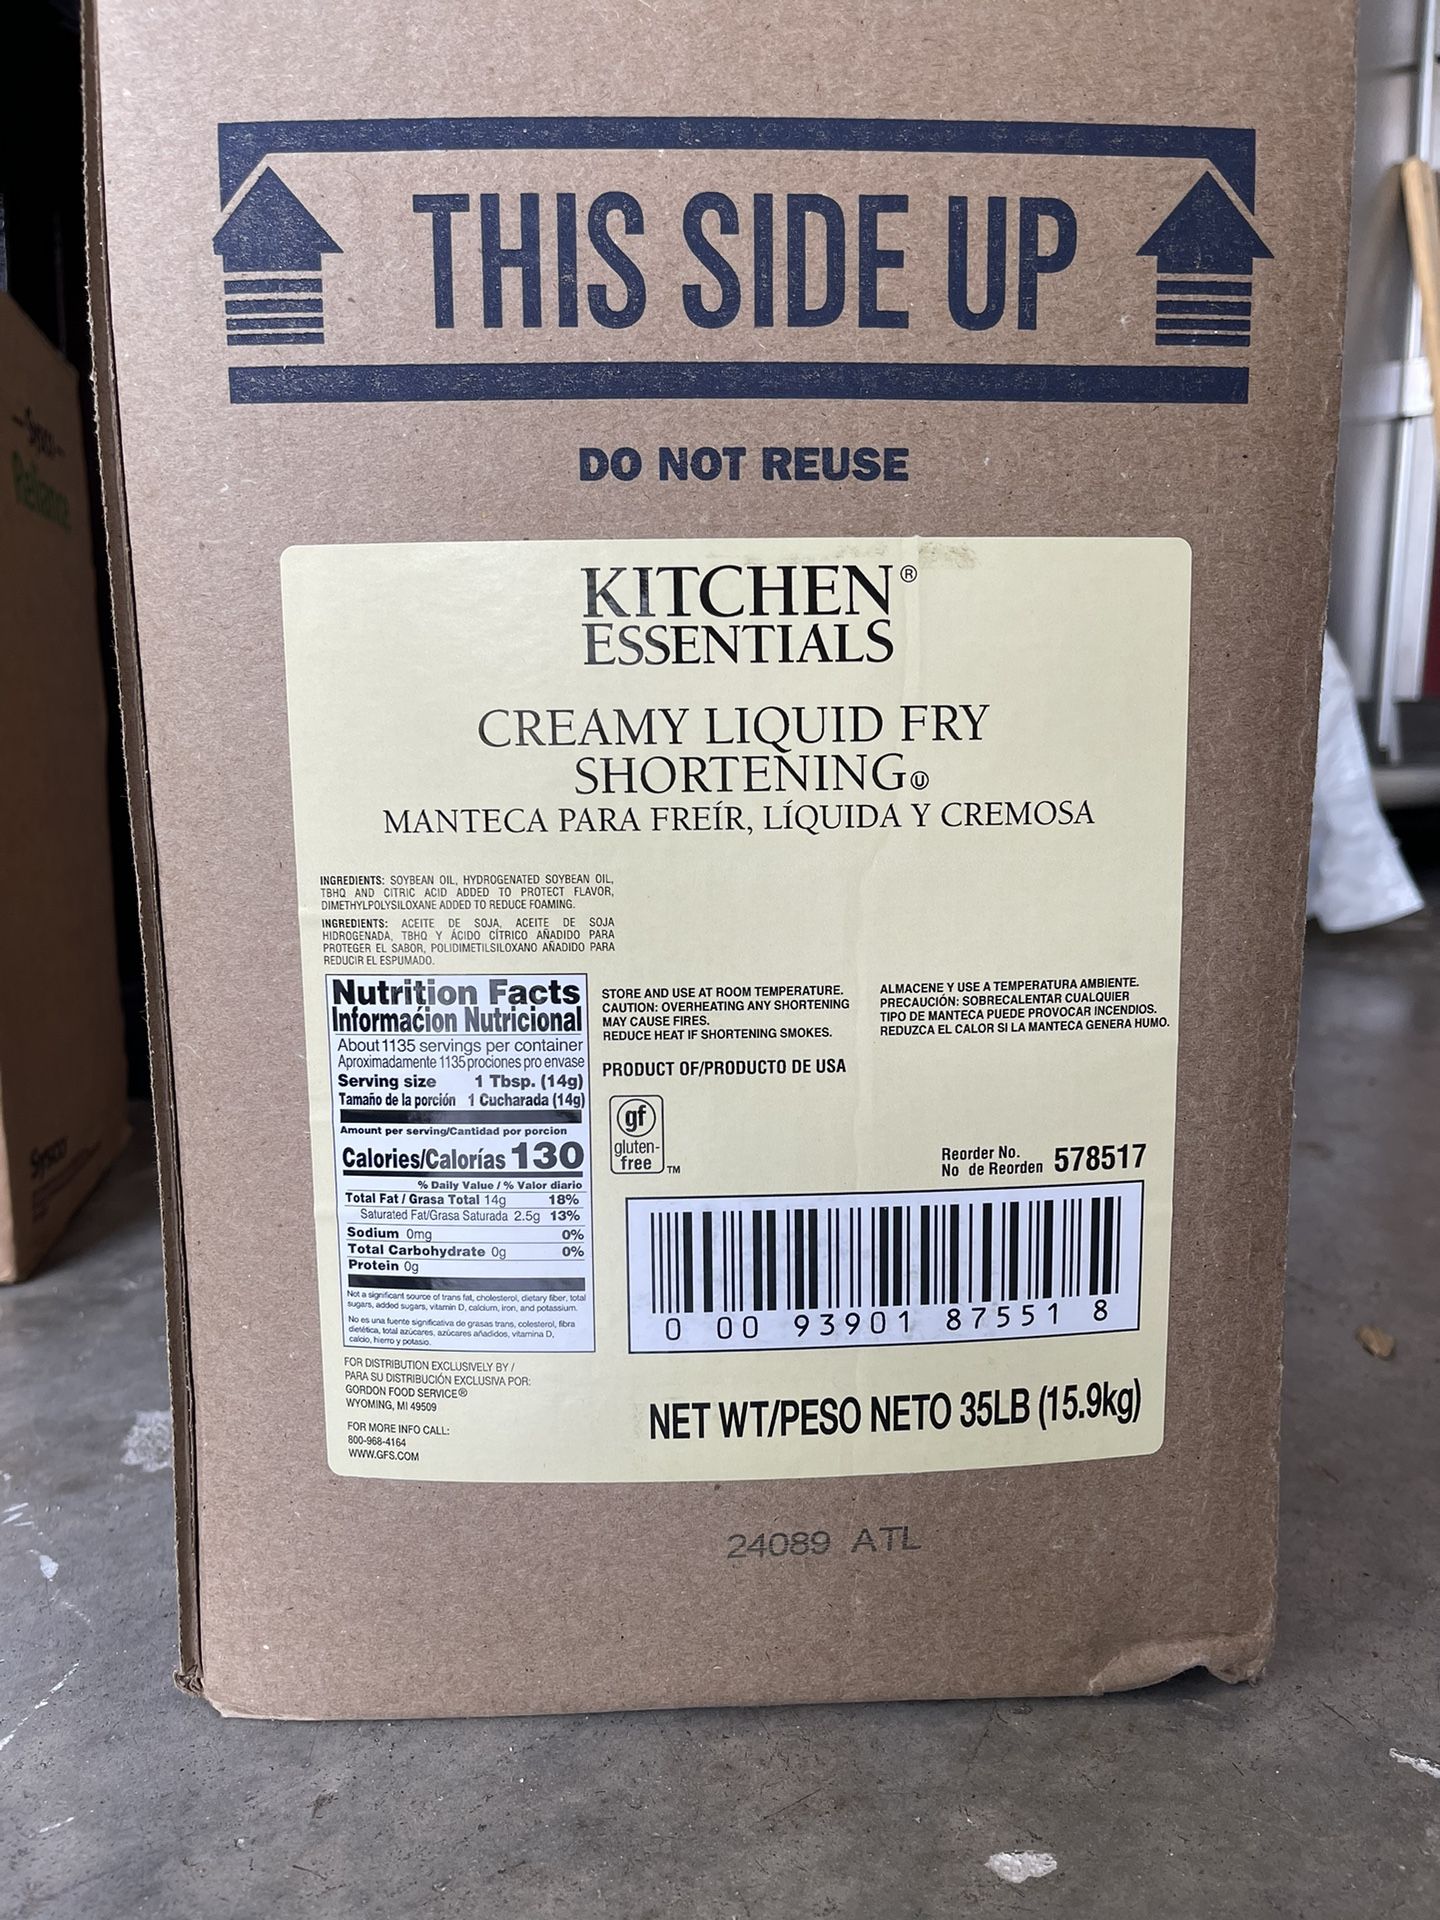 THIS SIDE UP
DO NOT REUSE
KITCHEN®
ESSENTIALS
CREAMY LIQUID FRY
SHORTENING Ⓤ
MANTECA PARA FREÍR, LÍQUIDA Y CREMOSA
INGREDIENTS: SOYBEAN OIL, HYDROGENATED SOYBEAN OIL,
TBHQ AND CITRIC ACID ADDED TO PROTECT FLAVOR,
DIMETHYLPOLYSILOXANE ADDED TO REDUCE FOAMING.
INGREDIENTS: ACEITE DE SOJA, ACEITE DE SOJA
HIDROGENADA, TBHQ Y ÁCIDO CÍTRICO AÑADIDO PARA
PROTEGER EL SABOR, POLIDIMETILSILOXANO AÑADIDO PARA
REDUCIR EL ESPUMADO.
Nutrition Facts
Informaćion Nutricional
About 1135 servings per container
Aproximadamente 1135 prociones pro envase
Serving size 1 Tbsp. (14g)
Tamaño de la porción 1 Cucharada (14g)
Amount per serving/Cantidad por porcion
Calories/Calorías 130
% Daily Value / % Valor diario
Total Fat / Grasa Total 14g 18%
Saturated Fat/Grasa Saturada 2.5g 13%
Sodium 0mg 0%
Total Carbohydrate 0g 0%
Protein 0g
Not a significant source of trans fat, cholesterol, dietary fiber, total
sugars, added sugars, vitamin D, calcium, iron, and potassium.
No es una fuente significativa de grasas trans, colesterol, fibra
dietética, total azúcares, azúcares añadidos, vitamina D,
calcio, hierro y potasio.
STORE AND USE AT ROOM TEMPERATURE.
CAUTION: OVERHEATING ANY SHORTENING
MAY CAUSE FIRES.
REDUCE HEAT IF SHORTENING SMOKES.
ALMACENE Y USE A TEMPERATURA AMBIENTE.
PRECAUCIÓN: SOBRECALENTAR CUALQUIER
TIPO DE MANTECA PUEDE PROVOCAR INCENDIOS.
REDUZCA EL CALOR SI LA MANTECA GENERA HUMO.
PRODUCT OF/PRODUCTO DE USA
gf
gluten-
free TM
Reorder No.
No de Reorden 578517
0 00 93901 87551 8
FOR DISTRIBUTION EXCLUSIVELY BY /
PARA SU DISTRIBUCIÓN EXCLUSIVA POR:
GORDON FOOD SERVICE®
WYOMING, MI 49509
FOR MORE INFO CALL:
800-968-4164
WWW.GFS.COM
NET WT/PESO NETO 35LB (15.9kg)
24089 ATL
Sysco
Reliance
Sysco